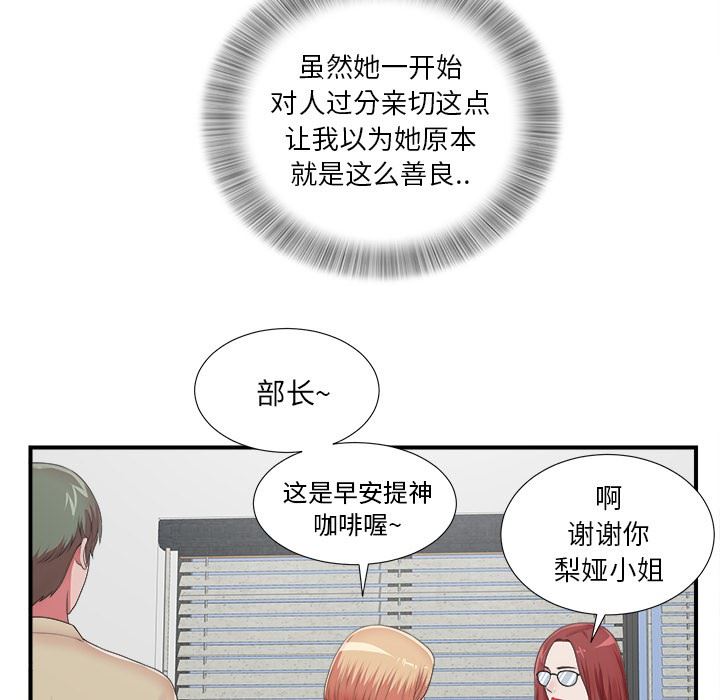 虽然她一开始
对人过分亲切这点
让我以为她原本
就是这么善良..
部长~
这是早安提神
咖啡喔~
啊
谢谢你
梨娅小姐